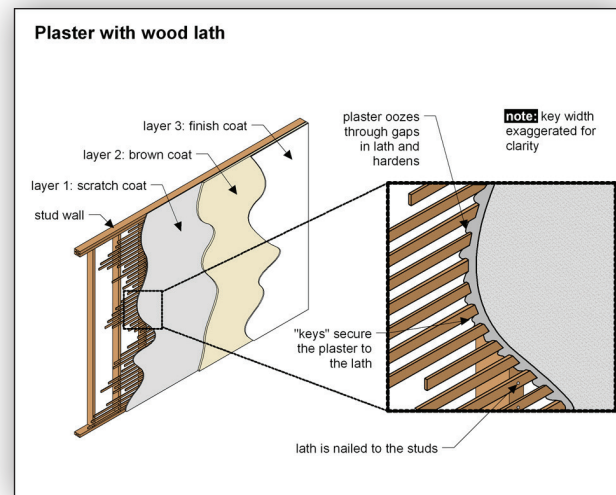 Plaster with wood lath
layer 3: finish coat
layer 2: brown coat
layer 1: scratch coat
stud wall
plaster oozes
through gaps
in lath and
hardens
note: key width
exaggerated for
clarity
"keys" secure
the plaster to
the lath
lath is nailed to the studs